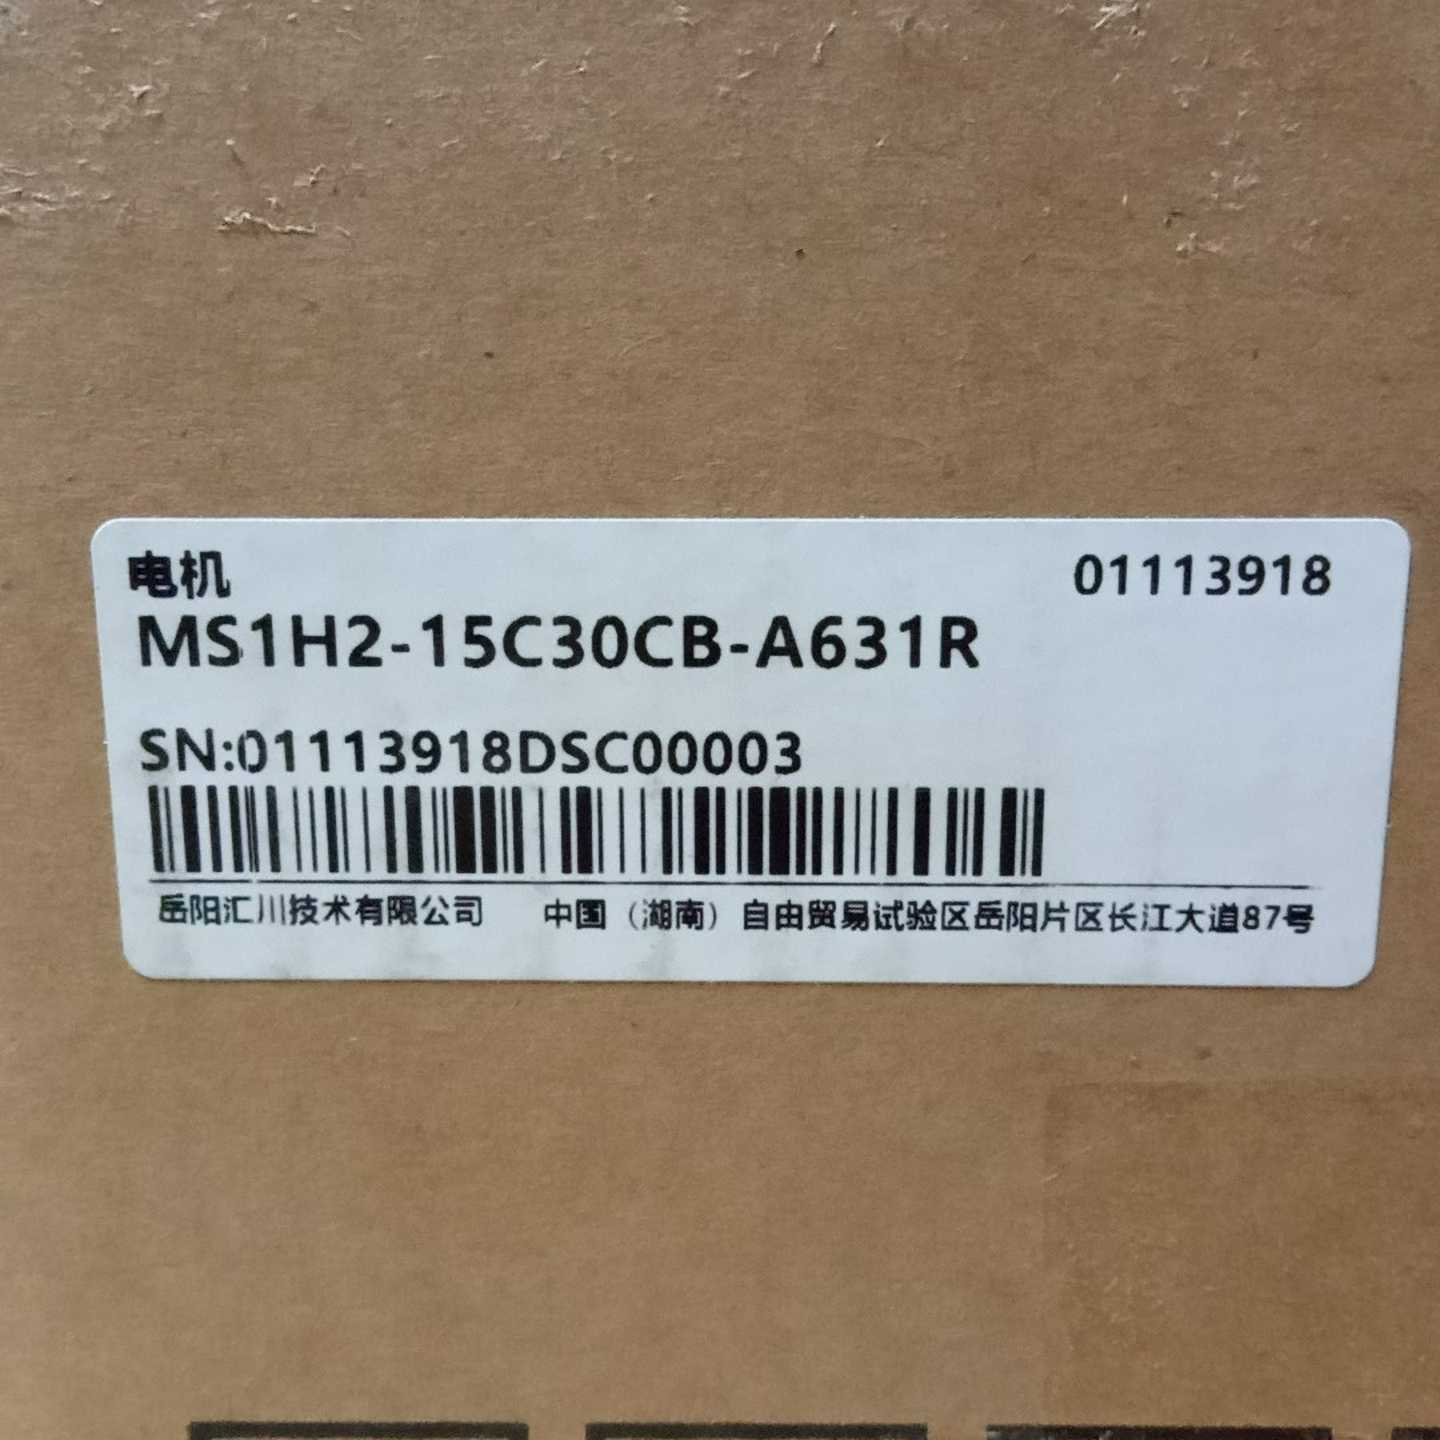 电机 01113918
MS1H2-15C30CB-A631R
SN:01113918DSC00003
岳阳汇川技术有限公司 中国（湖南）自由贸易试验区岳阳片区长江大道87号